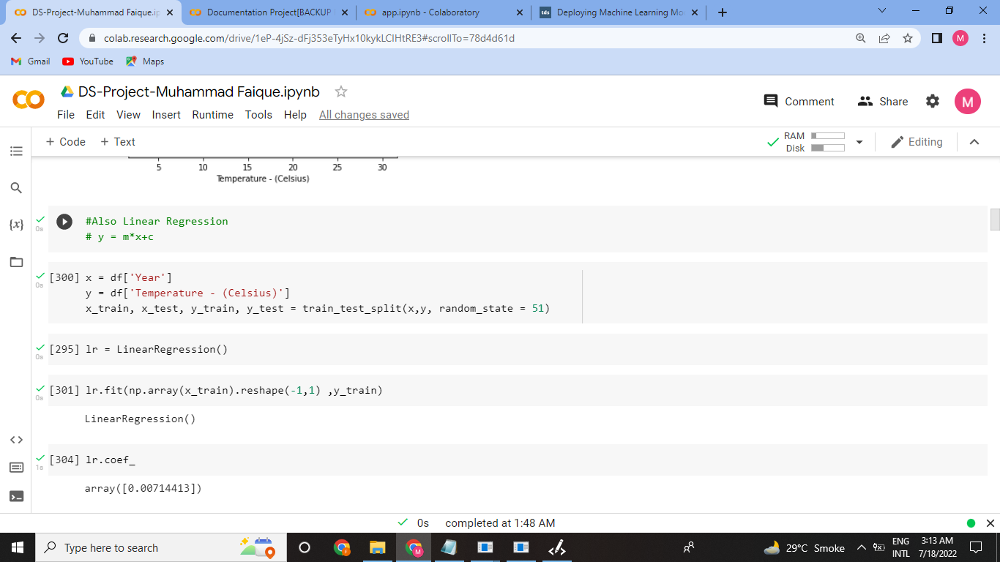 DS-Project-Muhammad Faique.ip
Documentation Project[BACKUP
app.ipynb - Colaboratory
tds Deploying Machine Learning Mo
colab.research.google.com/drive/1eP-4jSz-dFj353eTyHx10kykLCIHtRE3#scrollTo=78d4d61d
M
Gmail YouTube Maps
DS-Project-Muhammad Faique.ipynb
Comment Share M
File Edit View Insert Runtime Tools Help All changes saved
+ Code + Text
RAM
Disk
Editing
5 10 15 20 25 30
Temperature - (Celsius)
{x}
0s
#Also Linear Regression
# y = m*x+c
0s
[300] x = df['Year']
y = df['Temperature - (Celsius)']
x_train, x_test, y_train, y_test = train_test_split(x,y, random_state = 51)
0s
[295] lr = LinearRegression()
0s
[301] lr.fit(np.array(x_train).reshape(-1,1) ,y_train)
LinearRegression()
1s
[304] lr.coef_
array([0.00714413])
0s completed at 1:48 AM
Type here to search
F
M
29°C Smoke
ENG
INTL
3:13 AM
7/18/2022